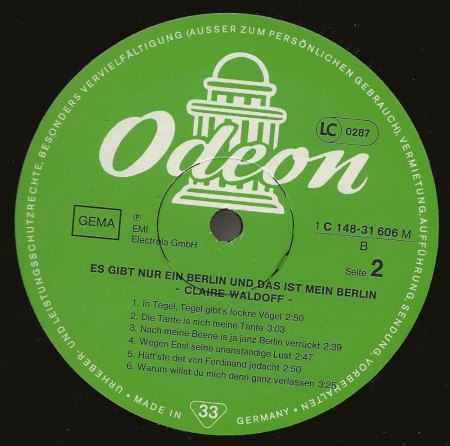 URHEBER- UND LEISTUNGSSCHUTZRECHTE, BESONDERS VERVIELFÄLTIGUNG (AUSSER ZUM PERSÖNLICHEN GEBRAUCH), VERMIETUNG, AUFFÜHRUNG, SENDUNG, VORBEHALTEN
Odeon
LC 0287
GEMA
Ⓟ
EMI
Electrola GmbH
1 C 148-31 606 M
B
Seite 2
ES GIBT NUR EIN BERLIN UND DAS IST MEIN BERLIN
- CLAIRE WALDOFF -
1. In Tegel, Tegel gibt's lockre Vögel 2:50
2. Die Tante is nich meine Tante 3:03
3. Nach meine Beene is ja janz Berlin verrückt 2:39
4. Wegen Emil seine unanständige Lust 2:47
5. Hätt'ste det von Ferdinand jedacht 2:50
6. Warum willst du mich denn ganz verlassen 3:25
• MADE IN 33 GERMANY •